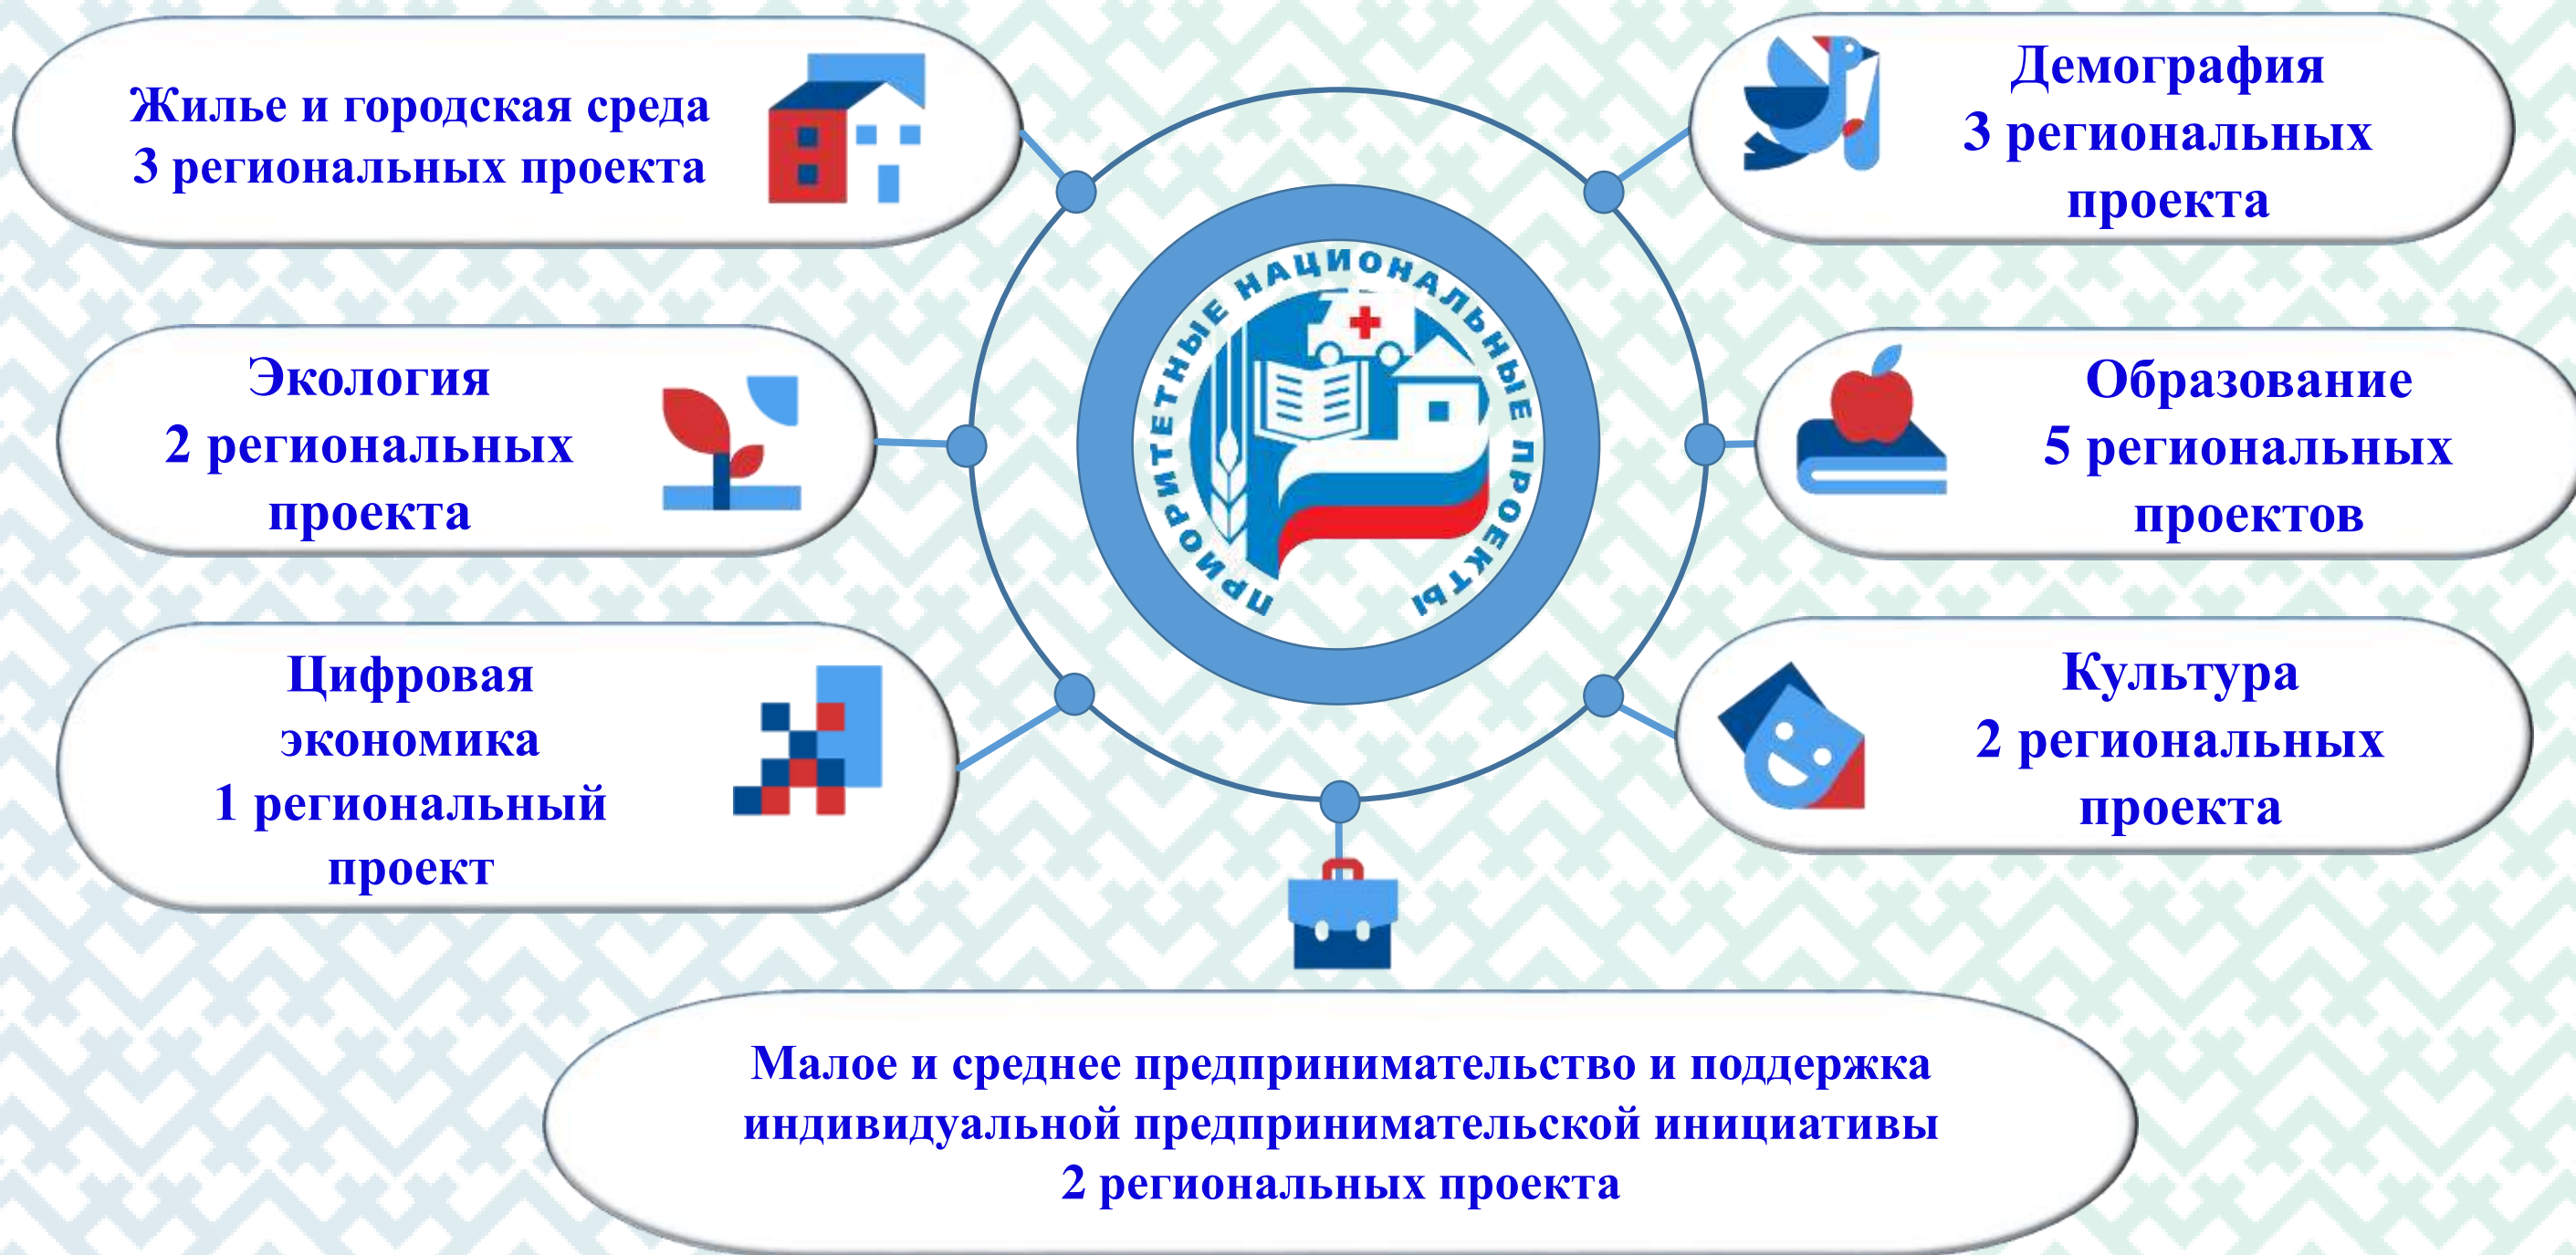 Жилье и городская среда
3 региональных проекта
Демография
3 региональных
проекта
ПРИОРИТЕТНЫЕ НАЦИОНАЛЬНЫЕ ПРОЕКТЫ
Экология
2 региональных
проекта
Образование
5 региональных
проектов
Цифровая
экономика
1 региональный
проект
Культура
2 региональных
проекта
Малое и среднее предпринимательство и поддержка
индивидуальной предпринимательской инициативы
2 региональных проекта